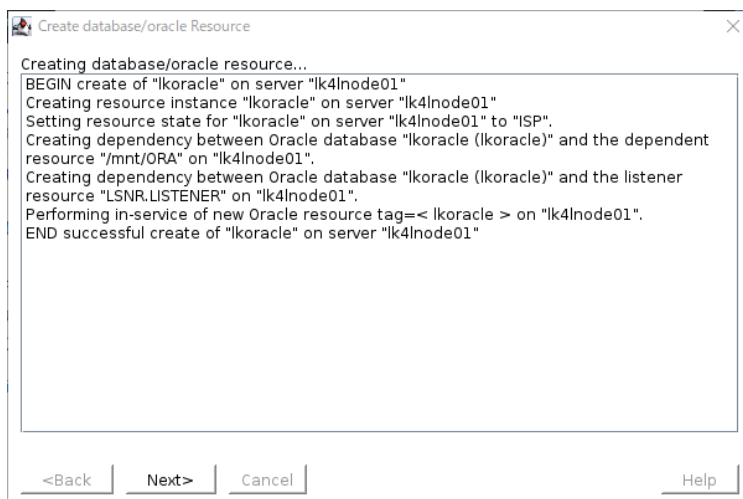 Create database/oracle Resource
Creating database/oracle resource...
BEGIN create of "lkoracle" on server "lk4lnode01"
Creating resource instance "lkoracle" on server "lk4lnode01"
Setting resource state for "lkoracle" on server "lk4lnode01" to "ISP".
Creating dependency between Oracle database "lkoracle (lkoracle)" and the dependent
resource "/mnt/ORA" on "lk4lnode01".
Creating dependency between Oracle database "lkoracle (lkoracle)" and the listener
resource "LSNR.LISTENER" on "lk4lnode01".
Performing in-service of new Oracle resource tag=< lkoracle > on "lk4lnode01".
END successful create of "lkoracle" on server "lk4lnode01"
<Back Next> Cancel Help